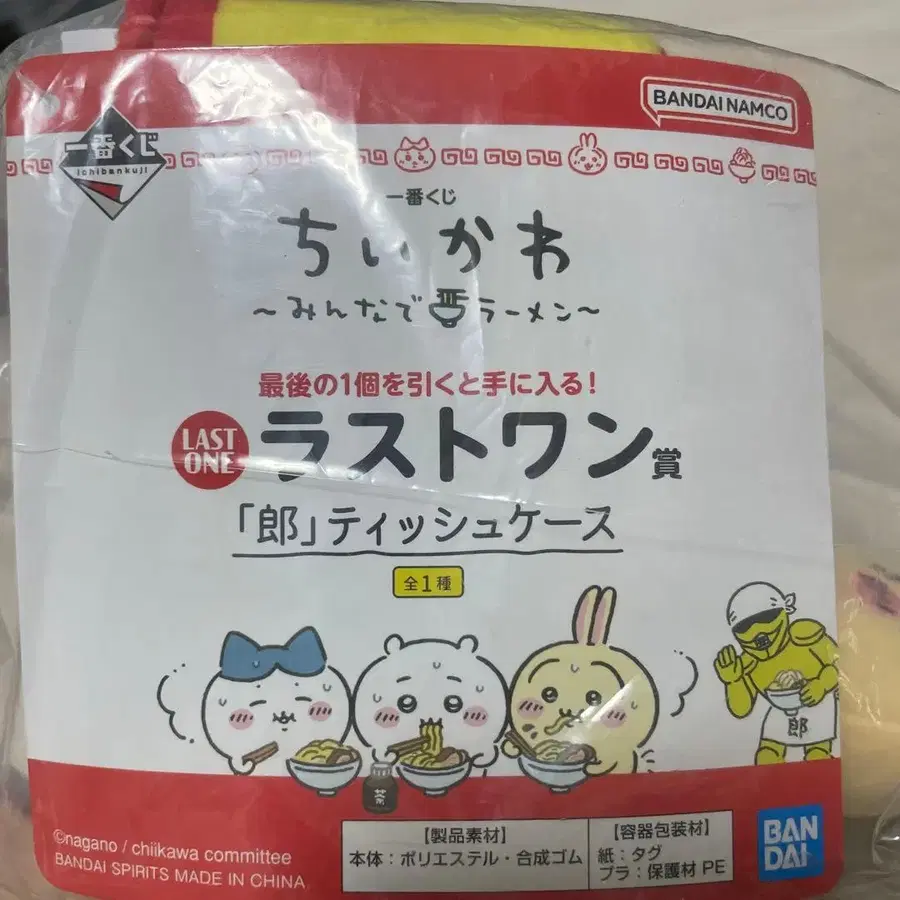 BANDAI NAMCO
一番くじ
ichibankuji
一番くじ
ちいかわ
～みんなでラーメン～
最後の1個を引くと手に入る！
LAST
ONE
ラストワン賞
「郎」ティッシュケース
全1種
郎
茶
©nagano / chiikawa committee
BANDAI SPIRITS MADE IN CHINA
【製品素材】
本体：ポリエステル・合成ゴム
【容器包装材】
紙：タグ
プラ：保護材 PE
BAN
DAI